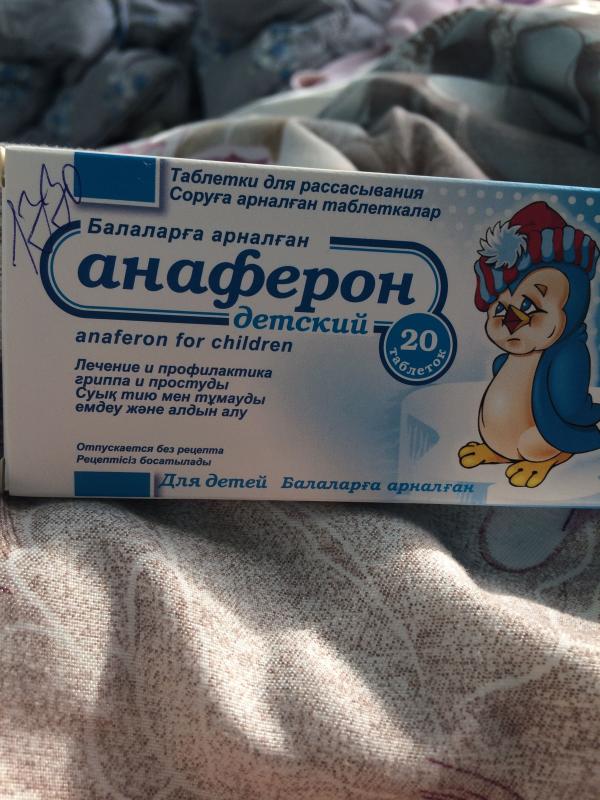 Таблетки для рассасывания
Соруға арналған таблеткалар
Балаларға арналған
анаферон
детский
20
таблеток
anaferon for children
Лечение и профилактика
гриппа и простуды
Суық тию мен тұмауды
емдеу және алдын алу
Отпускается без рецепта
Рецептісіз босатылады
Для детей Балаларға арналған